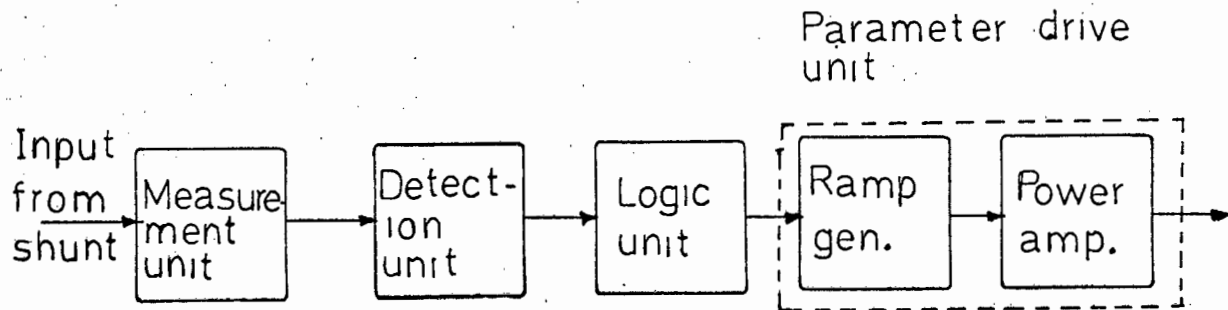 Parameter drive
unit
Input
from
shunt
Measure-
ment
unit
Detect-
ion
unit
Logic
unit
Ramp
gen.
Power
amp.